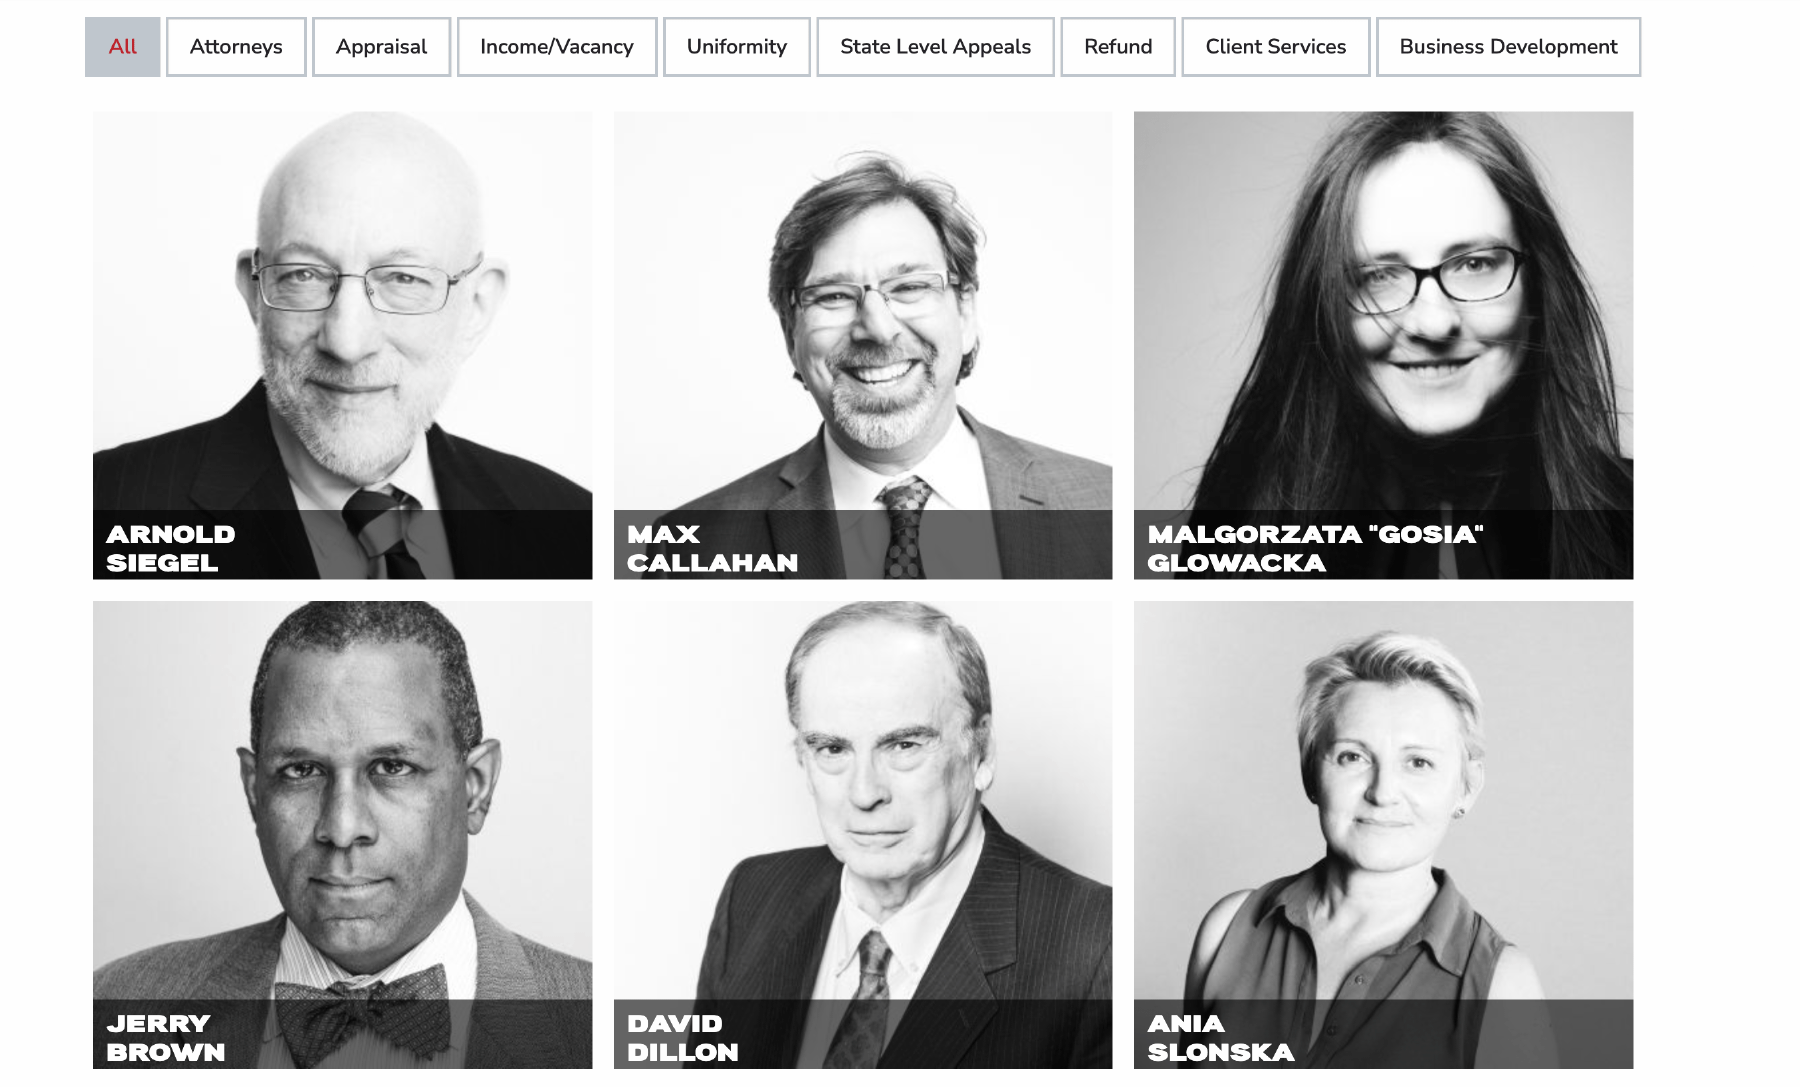 All
Attorneys
Appraisal
Income/Vacancy
Uniformity
State Level Appeals
Refund
Client Services
Business Development
ARNOLD
SIEGEL
MAX
CALLAHAN
MALGORZATA "GOSIA"
GLOWACKA
JERRY
BROWN
DAVID
DILLON
ANIA
SLONSKA